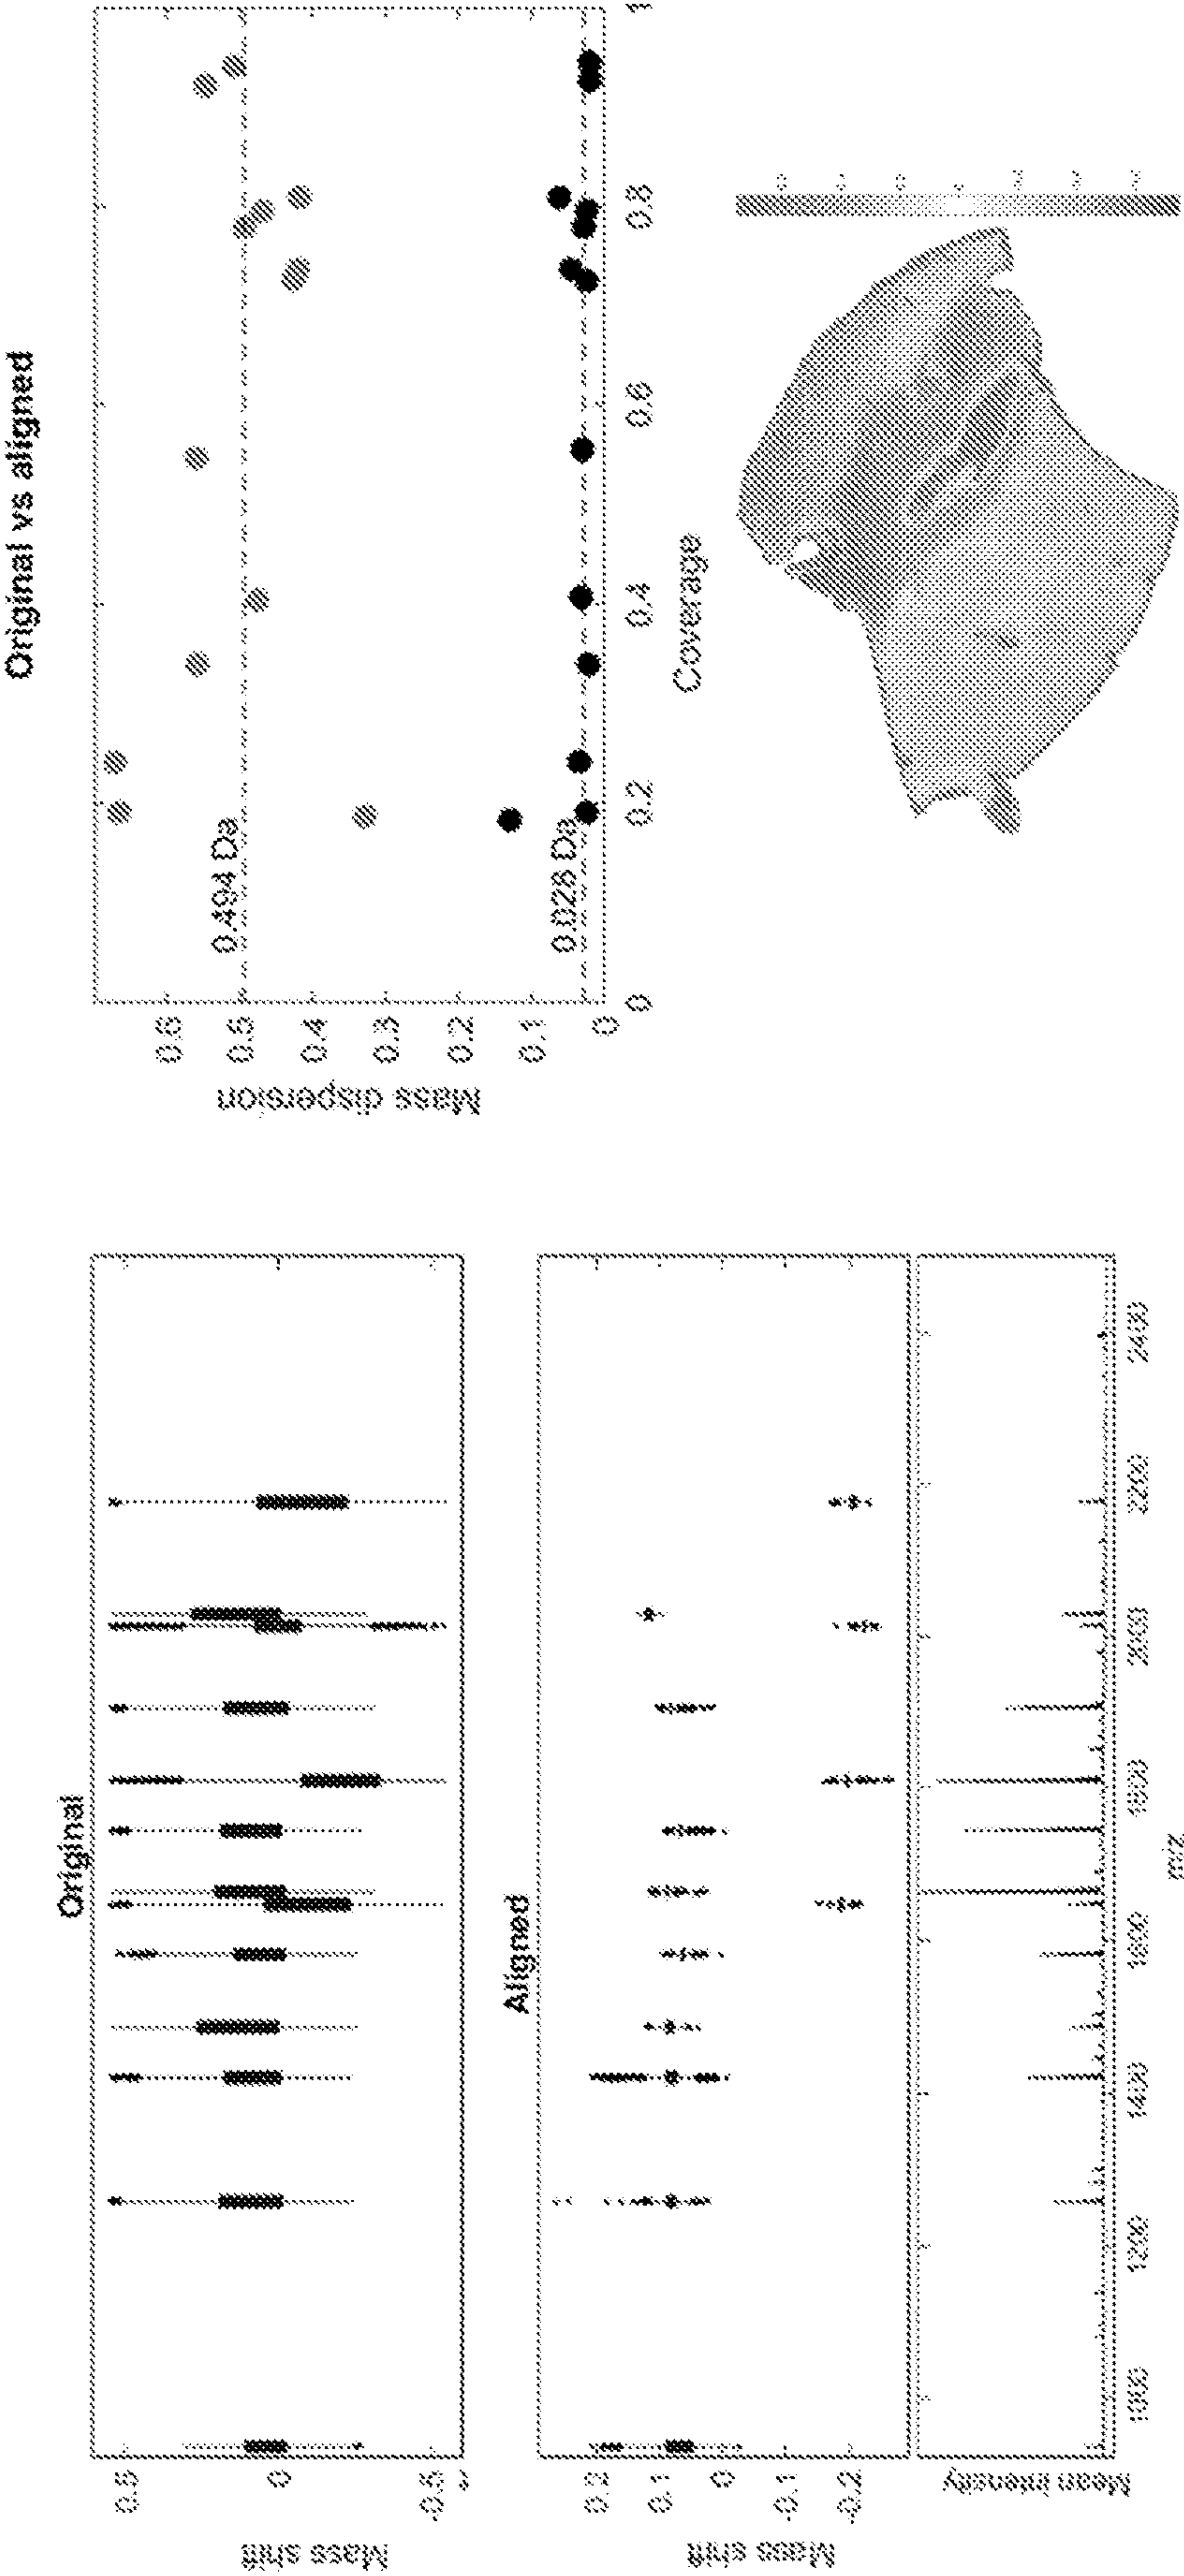 Original
0.5
0
-0.5
Mass shift
Aligned
0.2
0.1
0
-0.1
-0.2
Mass shift
Mean intensity
1000
1200
1400
1600
1800
2000
2200
2400
m/z
Original vs aligned
0.6
0.5
0.4
0.3
0.2
0.1
0
Mass dispersion
0.494 Da
0.028 Da
0
0.2
0.4
0.6
0.8
1
Coverage